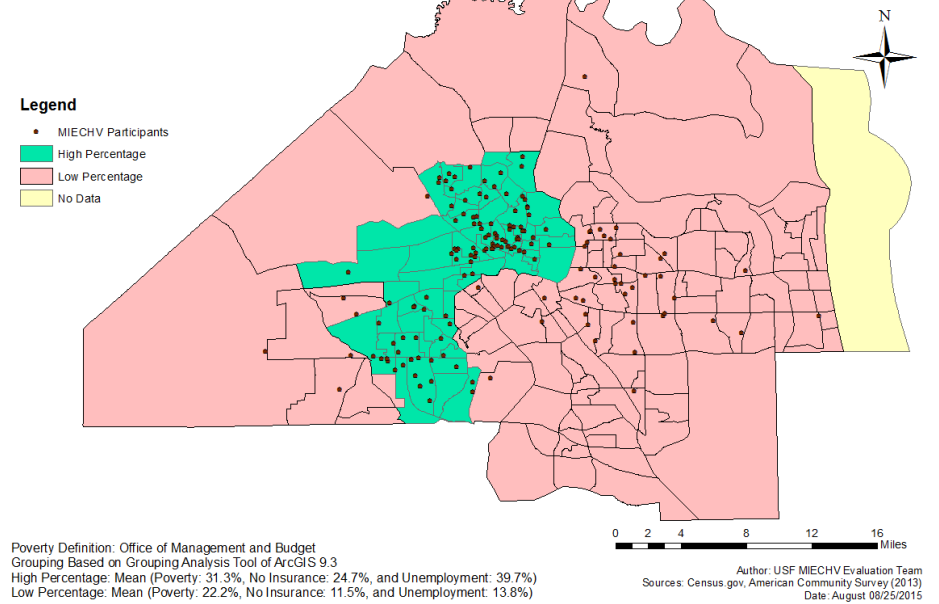 N
Legend
MIECHV Participants
High Percentage
Low Percentage
No Data
0 2 4 8 12 16
Miles
Poverty Definition: Office of Management and Budget
Grouping Based on Grouping Analysis Tool of ArcGIS 9.3
High Percentage: Mean (Poverty: 31.3%, No Insurance: 24.7%, and Unemployment: 39.7%)
Low Percentage: Mean (Poverty: 22.2%, No Insurance: 11.5%, and Unemployment: 13.8%)
Author: USF MIECHV Evaluation Team
Sources: Census.gov, American Community Survey (2013)
Date: August 08/25/2015